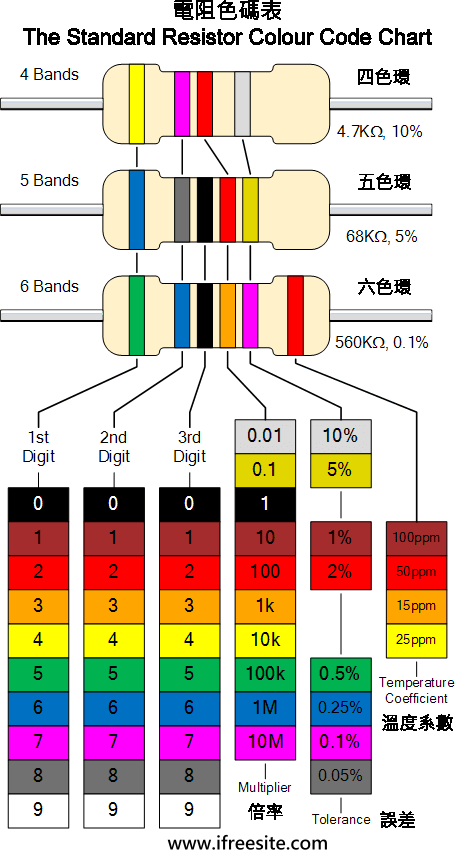 電阻色碼表
The Standard Resistor Colour Code Chart
4 Bands
四色環
4.7KΩ, 10%
5 Bands
五色環
68KΩ, 5%
6 Bands
六色環
560KΩ, 0.1%
1st Digit
2nd Digit
3rd Digit
0.01 10%
0.1 5%
0 0 0 1
1 1 1 10 1% 100ppm
2 2 2 100 2% 50ppm
3 3 3 1k 15ppm
4 4 4 10k 25ppm
5 5 5 100k 0.5%
6 6 6 1M 0.25%
7 7 7 10M 0.1%
8 8 8 0.05%
9 9 9
Temperature
Coefficient
溫度系數
Multiplier
倍率
Tolerance 誤差
www.ifreesite.com